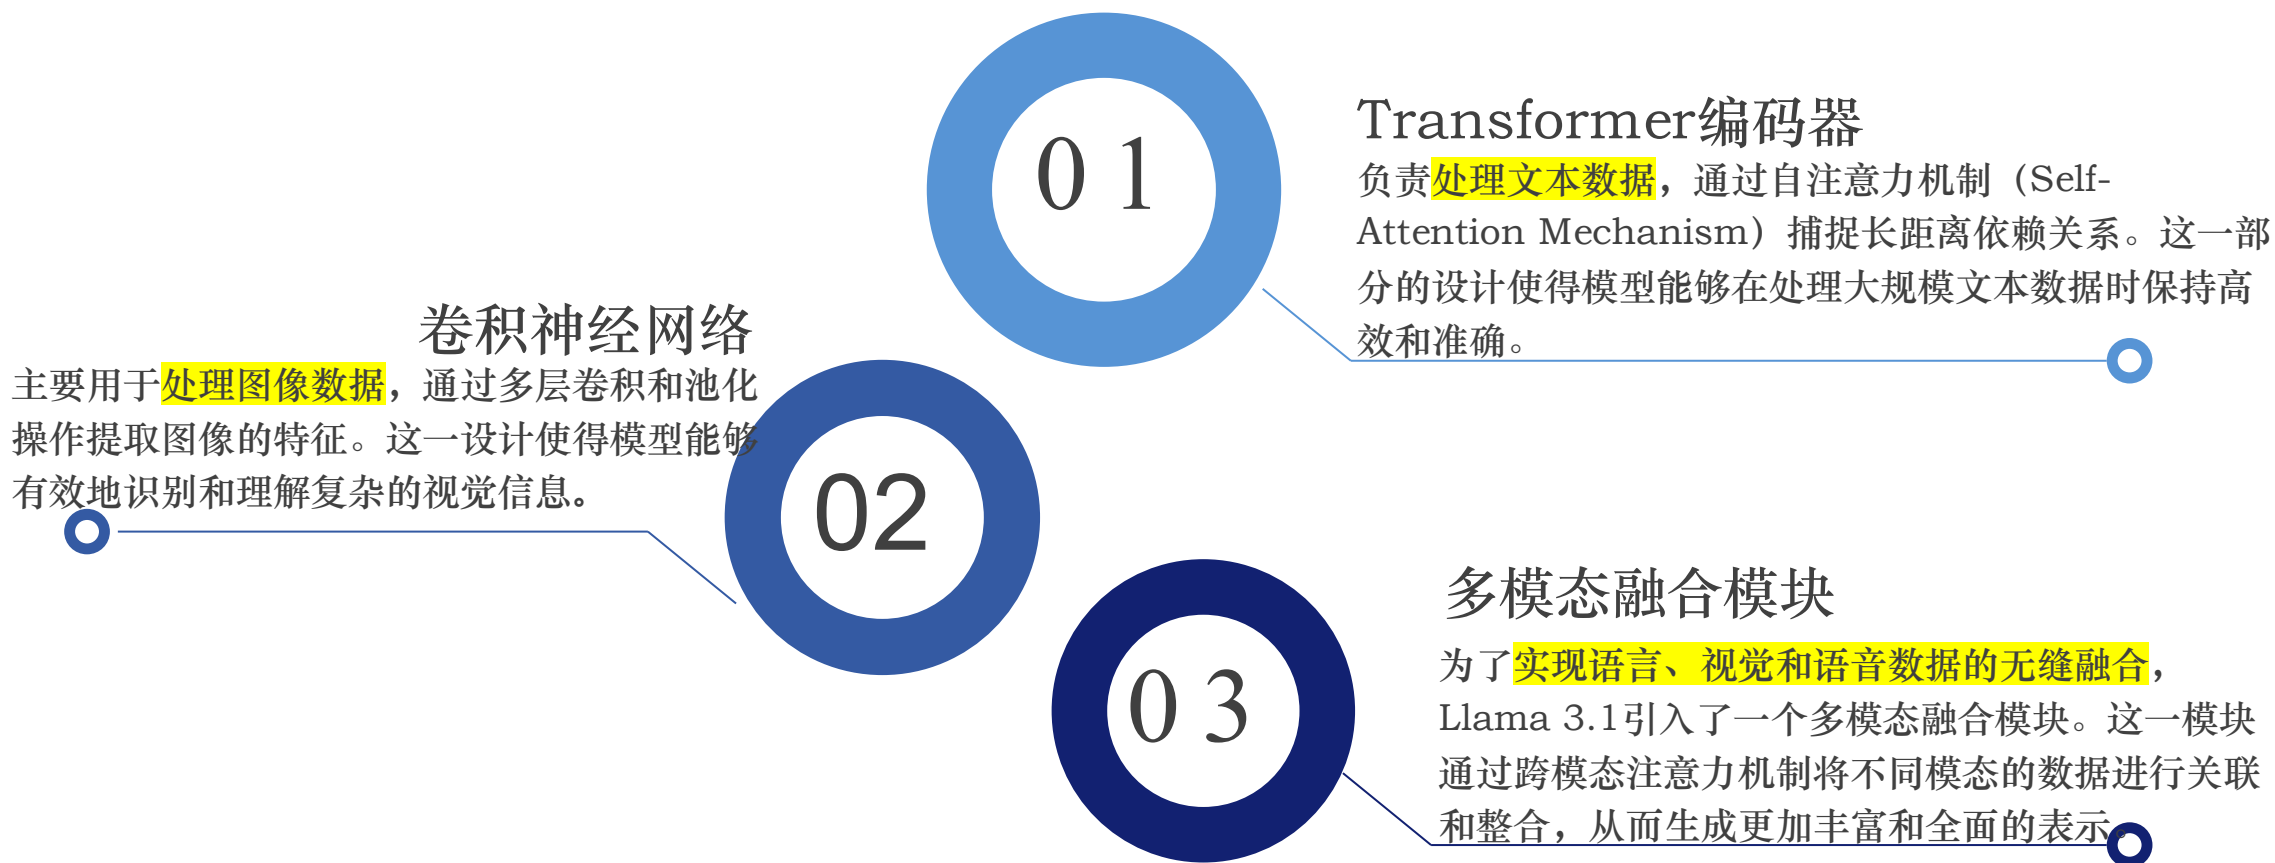 01
Transformer编码器
负责处理文本数据，通过自注意力机制（Self-
Attention Mechanism）捕捉长距离依赖关系。这一部
分的设计使得模型能够在处理大规模文本数据时保持高
效和准确。
卷积神经网络
主要用于处理图像数据，通过多层卷积和池化
操作提取图像的特征。这一设计使得模型能够
有效地识别和理解复杂的视觉信息。
02
03
多模态融合模块
为了实现语言、视觉和语音数据的无缝融合，
Llama 3.1引入了一个多模态融合模块。这一模块
通过跨模态注意力机制将不同模态的数据进行关联
和整合，从而生成更加丰富和全面的表示。